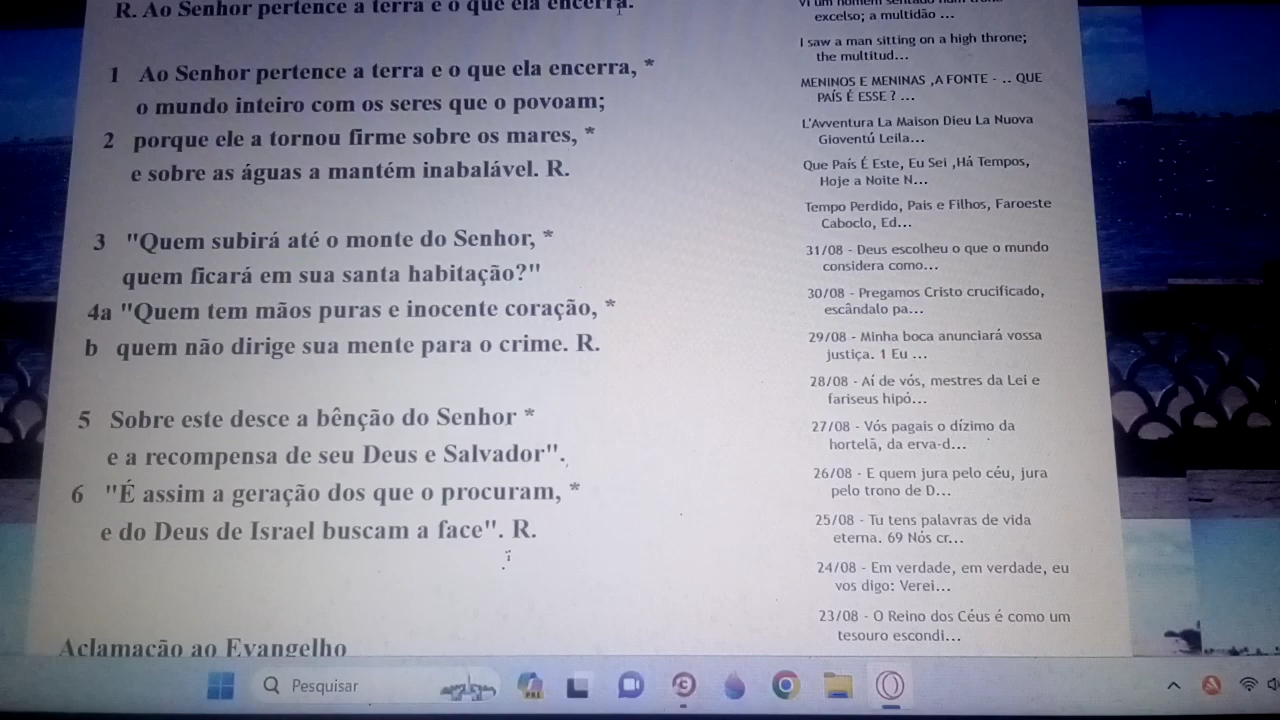 R. Ao Senhor pertence a terra e o que ela encerra.
1 Ao Senhor pertence a terra e o que ela encerra, *
o mundo inteiro com os seres que o povoam;
2 porque ele a tornou firme sobre os mares, *
e sobre as águas a mantém inabalável. R.
3 "Quem subirá até o monte do Senhor, *
quem ficará em sua santa habitação?"
4a "Quem tem mãos puras e inocente coração, *
b quem não dirige sua mente para o crime. R.
5 Sobre este desce a bênção do Senhor *
e a recompensa de seu Deus e Salvador".
6 "É assim a geração dos que o procuram, *
e do Deus de Israel buscam a face". R.
Aclamação ao Evangelho
Vi um homem sentado num trono
excelso; a multidão ...
I saw a man sitting on a high throne;
the multitud...
MENINOS E MENINAS ,A FONTE - .. QUE
PAÍS É ESSE ? ...
L'Avventura La Maison Dieu La Nuova
Gioventú Leila...
Que País É Este, Eu Sei ,Há Tempos,
Hoje a Noite N...
Tempo Perdido, Pais e Filhos, Faroeste
Caboclo, Ed...
31/08 - Deus escolheu o que o mundo
considera como...
30/08 - Pregamos Cristo crucificado,
escândalo pa...
29/08 - Minha boca anunciará vossa
justiça. 1 Eu ...
28/08 - Aí de vós, mestres da Lei e
fariseus hipó...
27/08 - Vós pagais o dízimo da
hortelã, da erva-d...
26/08 - E quem jura pelo céu, jura
pelo trono de D...
25/08 - Tu tens palavras de vida
eterna. 69 Nós cr...
24/08 - Em verdade, em verdade, eu
vos digo: Verei...
23/08 - O Reino dos Céus é como um
tesouro escondi...
Pesquisar